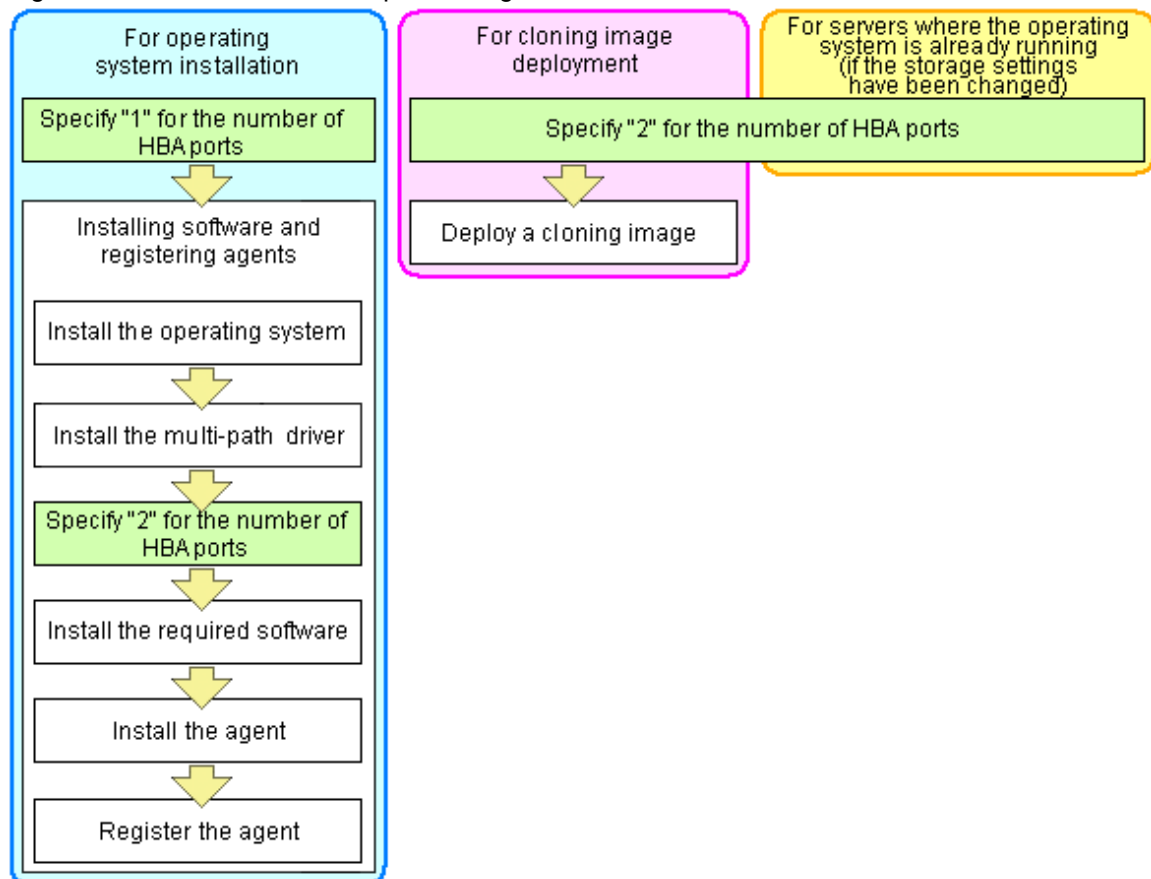 For operating
system installation
Specify "1" for the number of
HBA ports
Installing software and
registering agents
Install the operating system
Install the multi-path driver
Specify "2" for the number of
HBA ports
Install the required software
Install the agent
Register the agent
For cloning image
deployment
For servers where the operating
system is already running
(if the storage settings
have been changed)
Specify "2" for the number of HBA ports
Deploy a cloning image